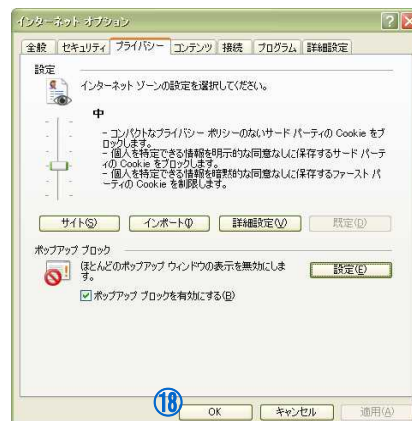 インターネット オプション
全般 セキュリティ プライバシー コンテンツ 接続 プログラム 詳細設定
設定
インターネット ゾーンの設定を選択してください。
中
- コンパクトなプライバシー ポリシーのないサード パーティの Cookie をブ
ロックします。
- 個人を特定できる情報を明示的な同意なしに保存するサード パーテ
ィの Cookie をブロックします。
- 個人を特定できる情報を暗黙的な同意なしに保存するファースト パ
ーティの Cookie を制限します。
サイト(S) インポート(I) 詳細設定(V) 既定(D)
ポップアップ ブロック
ほとんどのポップアップ ウィンドウの表示を無効にしま
す。
設定(E)
ポップアップ ブロックを有効にする(B)
⑱
OK キャンセル 適用(A)